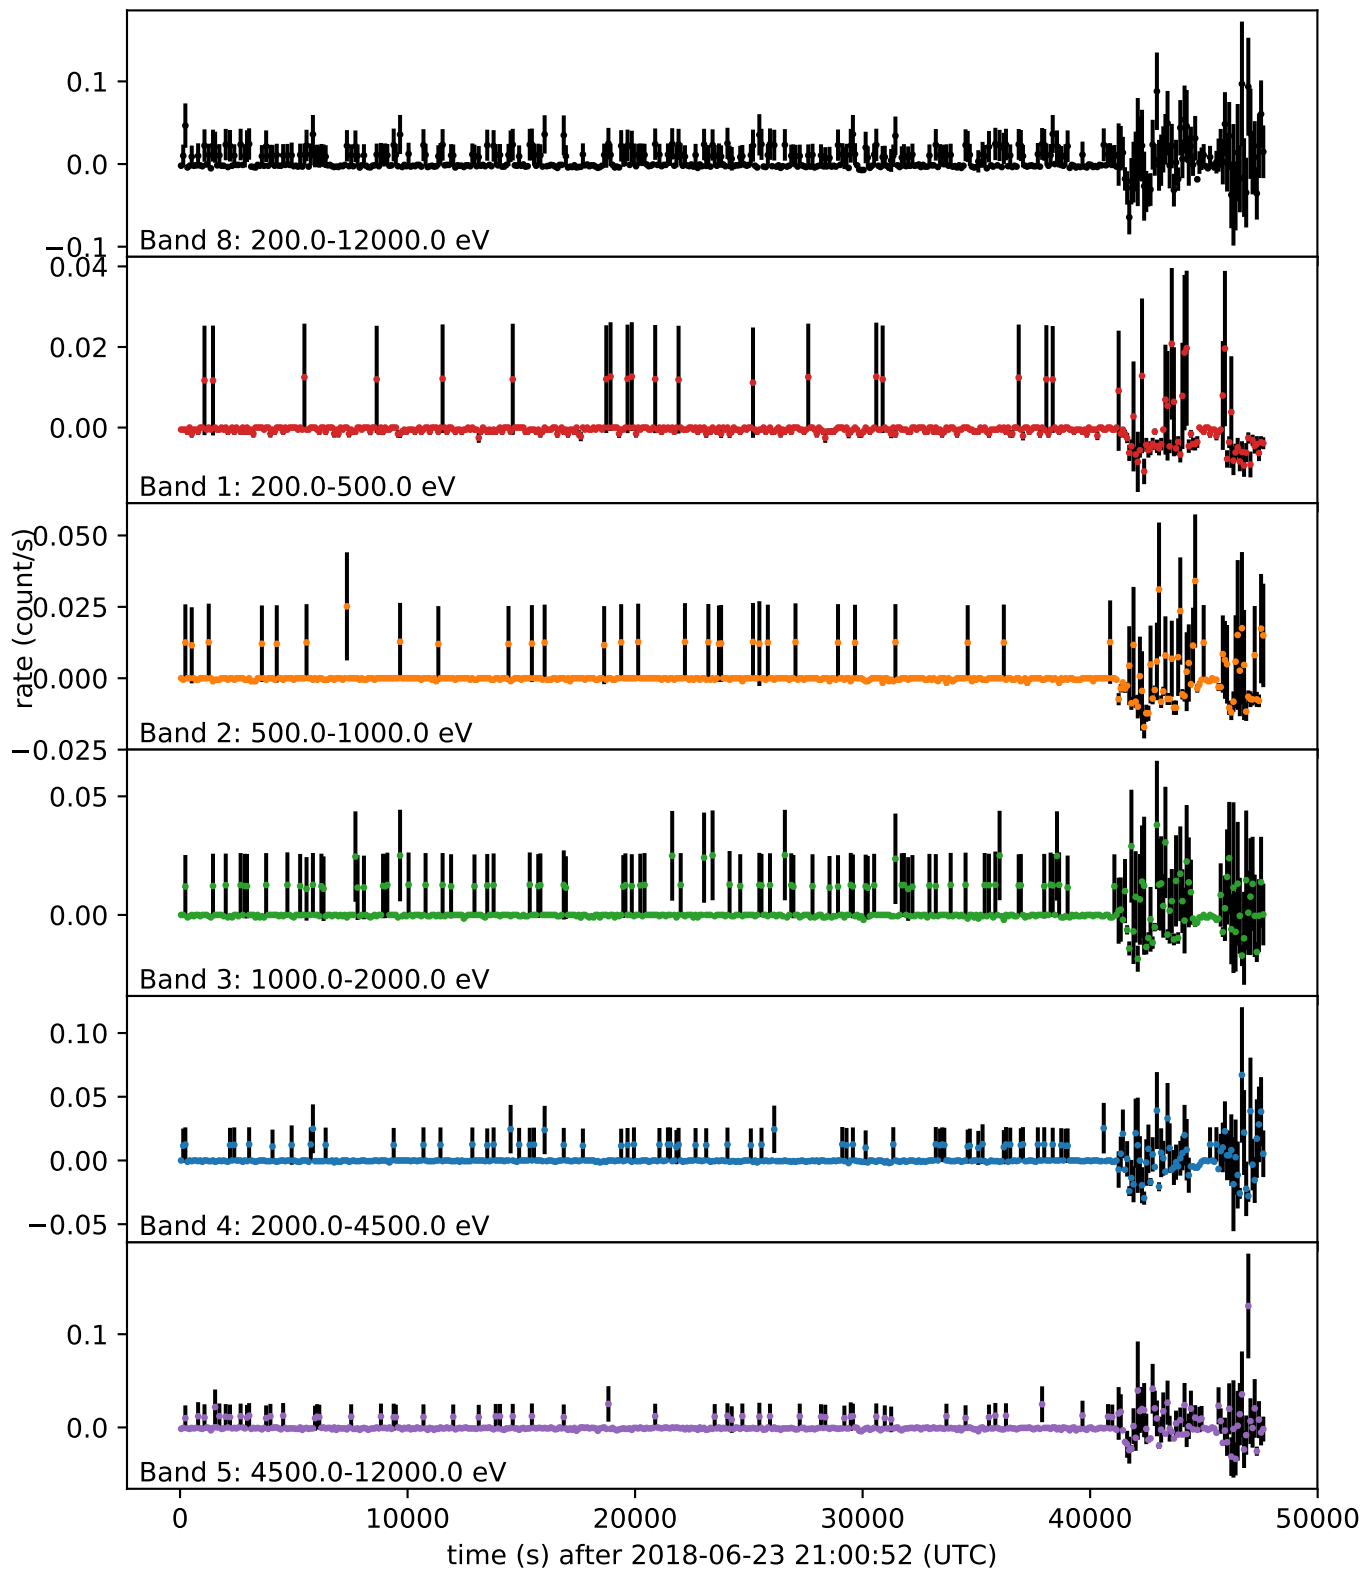 0.1
0.0
−0.1
Band 8: 200.0-12000.0 eV
0.04
0.02
0.00
Band 1: 200.0-500.0 eV
rate (count/s)
0.050
0.025
0.000
−0.025
Band 2: 500.0-1000.0 eV
0.05
0.00
Band 3: 1000.0-2000.0 eV
0.10
0.05
0.00
−0.05
Band 4: 2000.0-4500.0 eV
0.1
0.0
Band 5: 4500.0-12000.0 eV
0 10000 20000 30000 40000 50000
time (s) after 2018-06-23 21:00:52 (UTC)